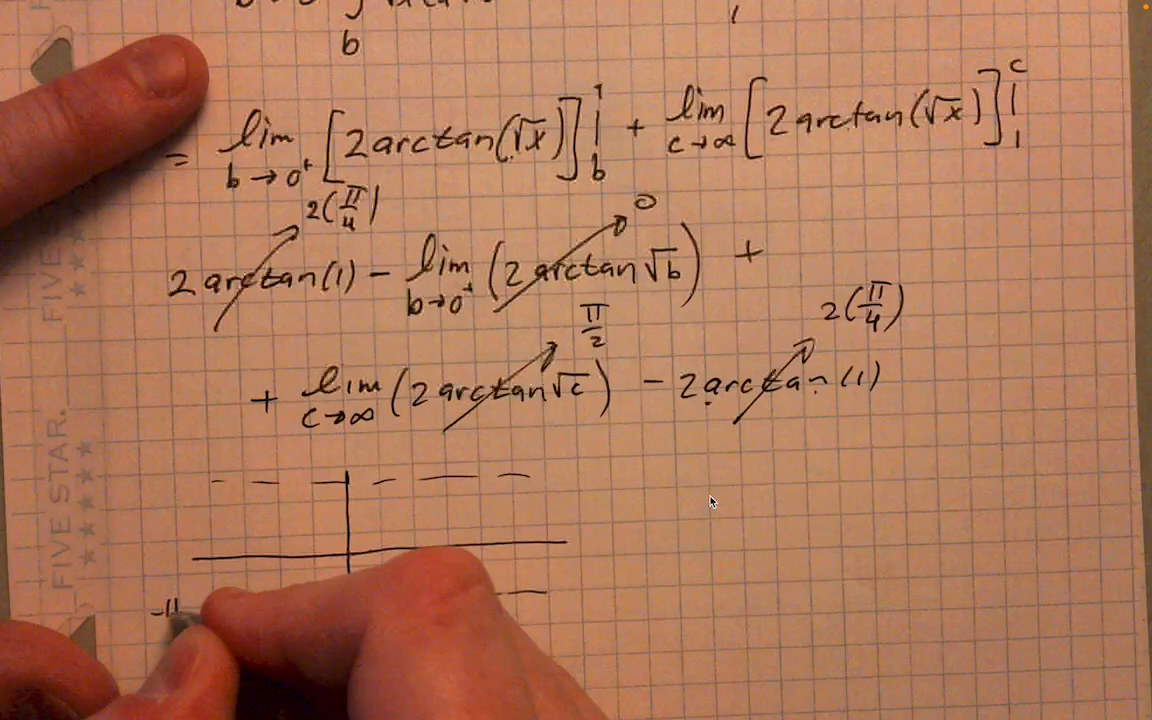 b
= lim b→0⁺ [2arctan(√x)]|₁ b + lim c→∞ [2arctan(√x)]|c 1
2(π/4) 0
2arctan(1) - lim b→0⁺ (2arctan√b) +
π/2 2(π/4)
+ lim c→∞ (2arctan√c) - 2arctan(1)
FIVE STAR.
FIVE